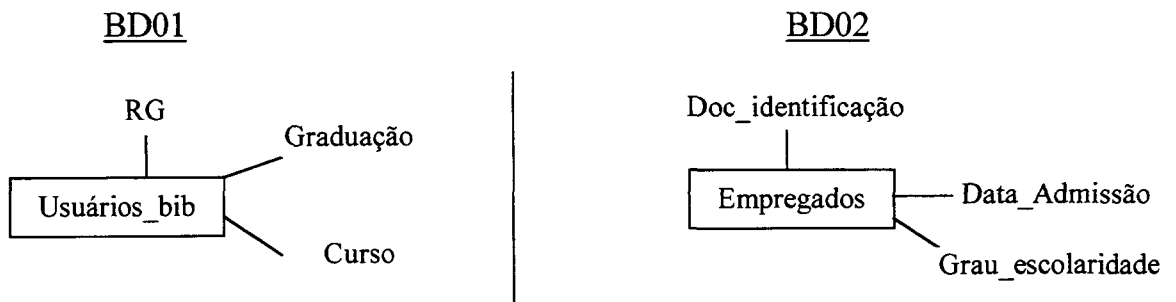 BD01
RG
Graduação
Usuários_bib
Curso
BD02
Doc_identificação
Empregados
Data_Admissão
Grau_escolaridade